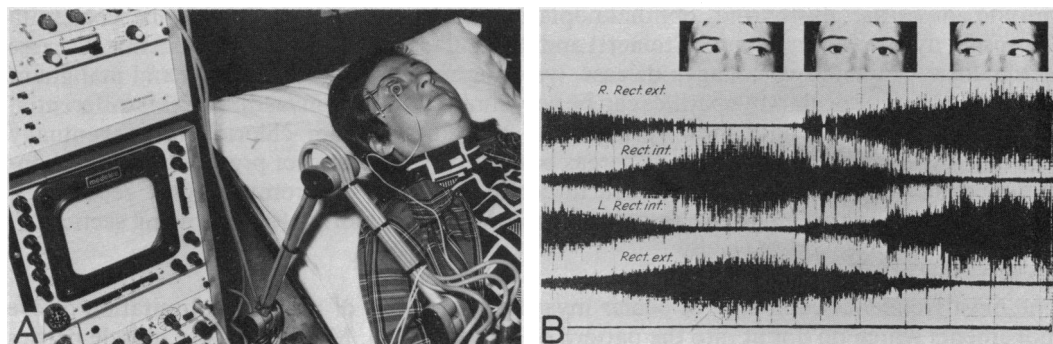 A
R. Rect. ext.
Rect. int.
L Rect. int.
Rect. ext.
B